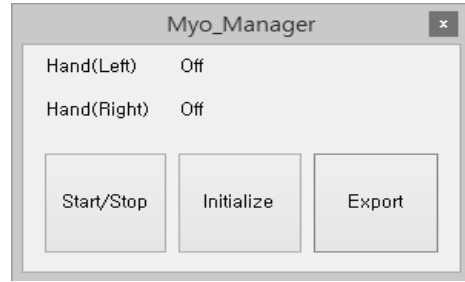 Myo_Manager
x
Hand(Left) Off
Hand(Right) Off
Start/Stop Initialize Export